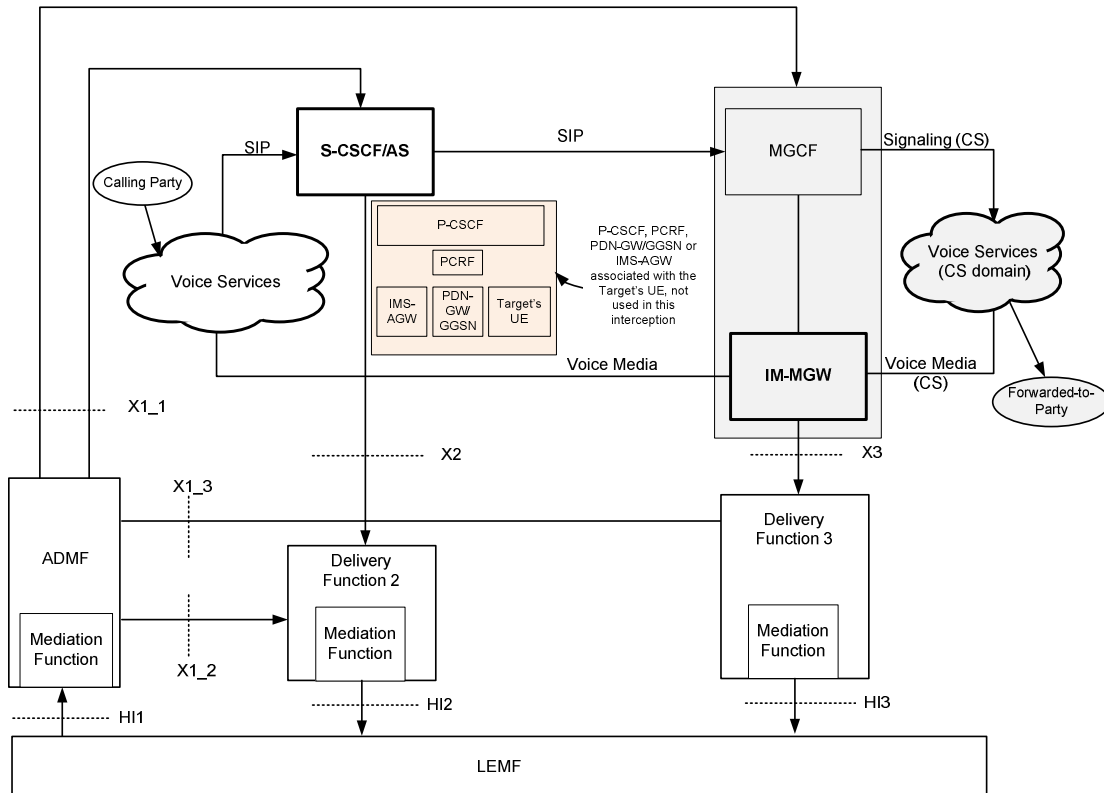 SIP
S-CSCF/AS
SIP
MGCF
Signaling (CS)
Calling Party
Voice Services
P-CSCF
PCRF
IMS-
AGW
PDN-
GW/
GGSN
Target's
UE
P-CSCF, PCRF,
PDN-GW/GGSN or
IMS-AGW
associated with the
Target's UE, not
used in this
interception
Voice Services
(CS domain)
Voice Media
IM-MGW
Voice Media
(CS)
Forwarded-to-
Party
X1_1
X2
X3
X1_3
ADMF
Delivery
Function 2
Delivery
Function 3
Mediation
Function
Mediation
Function
Mediation
Function
X1_2
HI1
HI2
HI3
LEMF